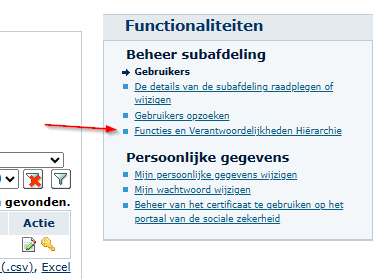 Functionaliteiten
Beheer subafdeling
Gebruikers
De details van de subafdeling raadplegen of
wijzigen
Gebruikers opzoeken
Functies en Verantwoordelijkheden Hiërarchie
Persoonlijke gegevens
Mijn persoonlijke gegevens wijzigen
Mijn wachtwoord wijzigen
Beheer van het certificaat te gebruiken op het
portaal van de sociale zekerheid
gevonden.
Actie
(.csv), Excel